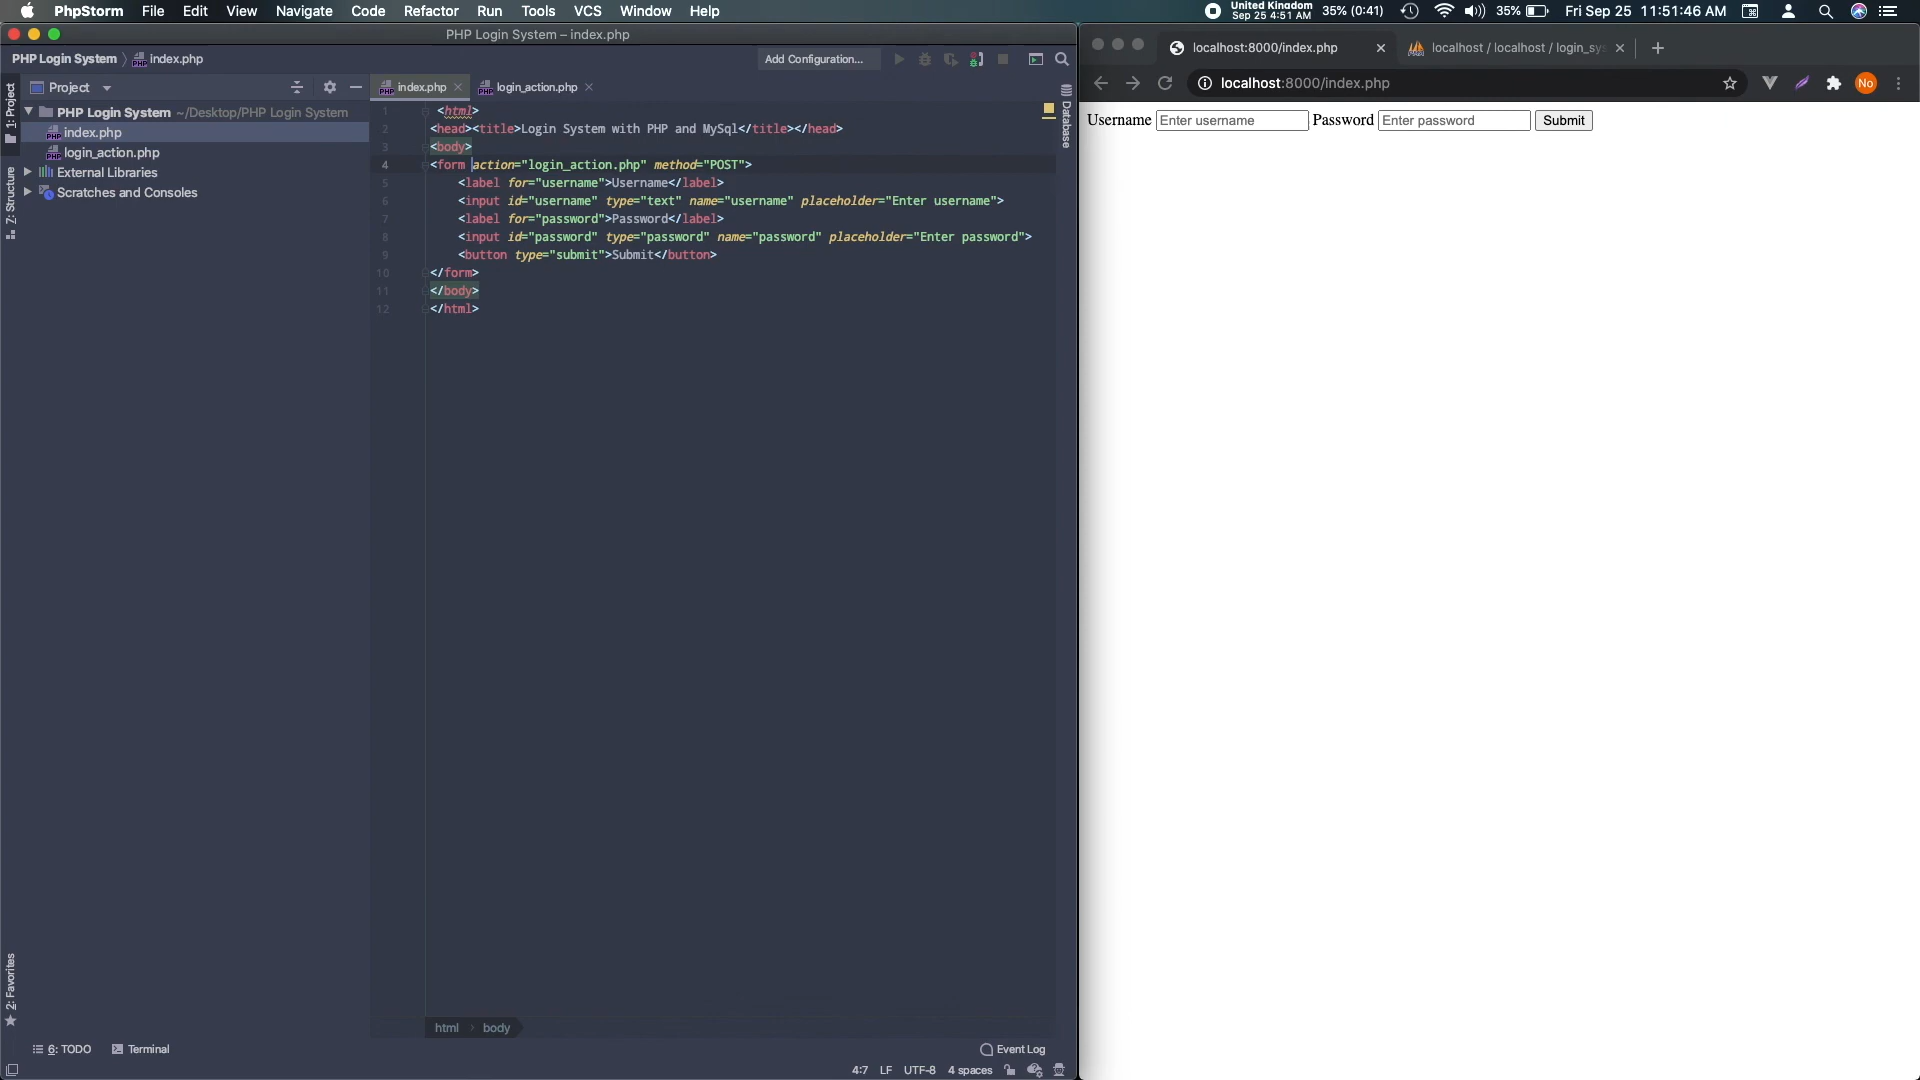 PhpStorm File Edit View Navigate Code Refactor Run Tools VCS Window Help
United Kingdom
Sep 25 4:51 AM
35% (0:41) 35% Fri Sep 25 11:51:46 AM
PHP Login System – index.php
PHP Login System index.php
Add Configuration...
Project
index.php login_action.php
1: Project
7: Structure
2: Favorites
PHP Login System ~/Desktop/PHP Login System
index.php
login_action.php
External Libraries
Scratches and Consoles
1 <html>
2 <head><title>Login System with PHP and MySql</title></head>
3 <body>
4 <form action="login_action.php" method="POST">
5 <label for="username">Username</label>
6 <input id="username" type="text" name="username" placeholder="Enter username">
7 <label for="password">Password</label>
8 <input id="password" type="password" name="password" placeholder="Enter password">
9 <button type="submit">Submit</button>
10 </form>
11 </body>
12 </html>
Database
html body
6: TODO Terminal Event Log
4:7 LF UTF-8 4 spaces
localhost:8000/index.php localhost / localhost / login_sy
localhost:8000/index.php
No
Username Enter username Password Enter password Submit